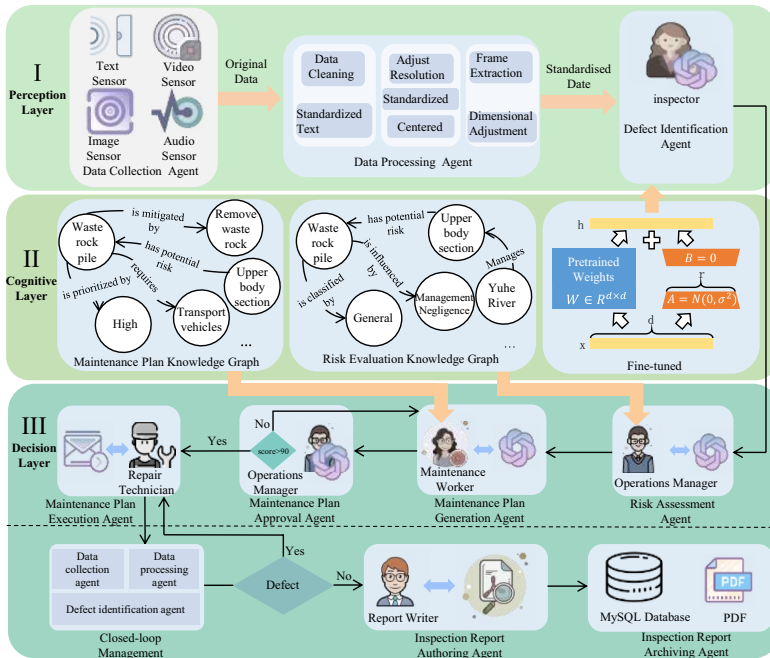 I
Perception
Layer
Text
Sensor
Video
Sensor
Image
Sensor
Audio
Sensor
Data Collection Agent
Original
Data
Data
Cleaning
Standardized
Text
Adjust
Resolution
Standardized
Centered
Frame
Extraction
Dimensional
Adjustment
Data Processing Agent
Standardised
Date
inspector
Defect Identification
Agent
II
Cognitive
Layer
Waste
rock
pile
is mitigated by
Remove
waste
rock
has potential
risk
Upper
body
section
requires
Transport
vehicles
is prioritized by
High
...
Maintenance Plan Knowledge Graph
Waste
rock
pile
has potential
risk
Upper
body
section
is influenced
by
Management
Negligence
Manages
Yuhe
River
is classified
by
General
...
Risk Evaluation Knowledge Graph
h
Pretrained
Weights
W ∈ R^{d×d}
B = 0
r
A = N(0, σ²)
d
x
Fine-tuned
III
Decision
Layer
Repair
Technician
Maintenance Plan
Execution Agent
Yes
No
score>90
Operations
Manager
Maintenance Plan
Approval Agent
Maintenance
Worker
Maintenance Plan
Generation Agent
Operations Manager
Risk Assessment
Agent
Data
collection
agent
Data
processing
agent
Defect identification agent
Closed-loop
Management
Yes
Defect
No
Report Writer
Inspection Report
Authoring Agent
MySQL Database
PDF
PDF
Inspection Report
Archiving Agent